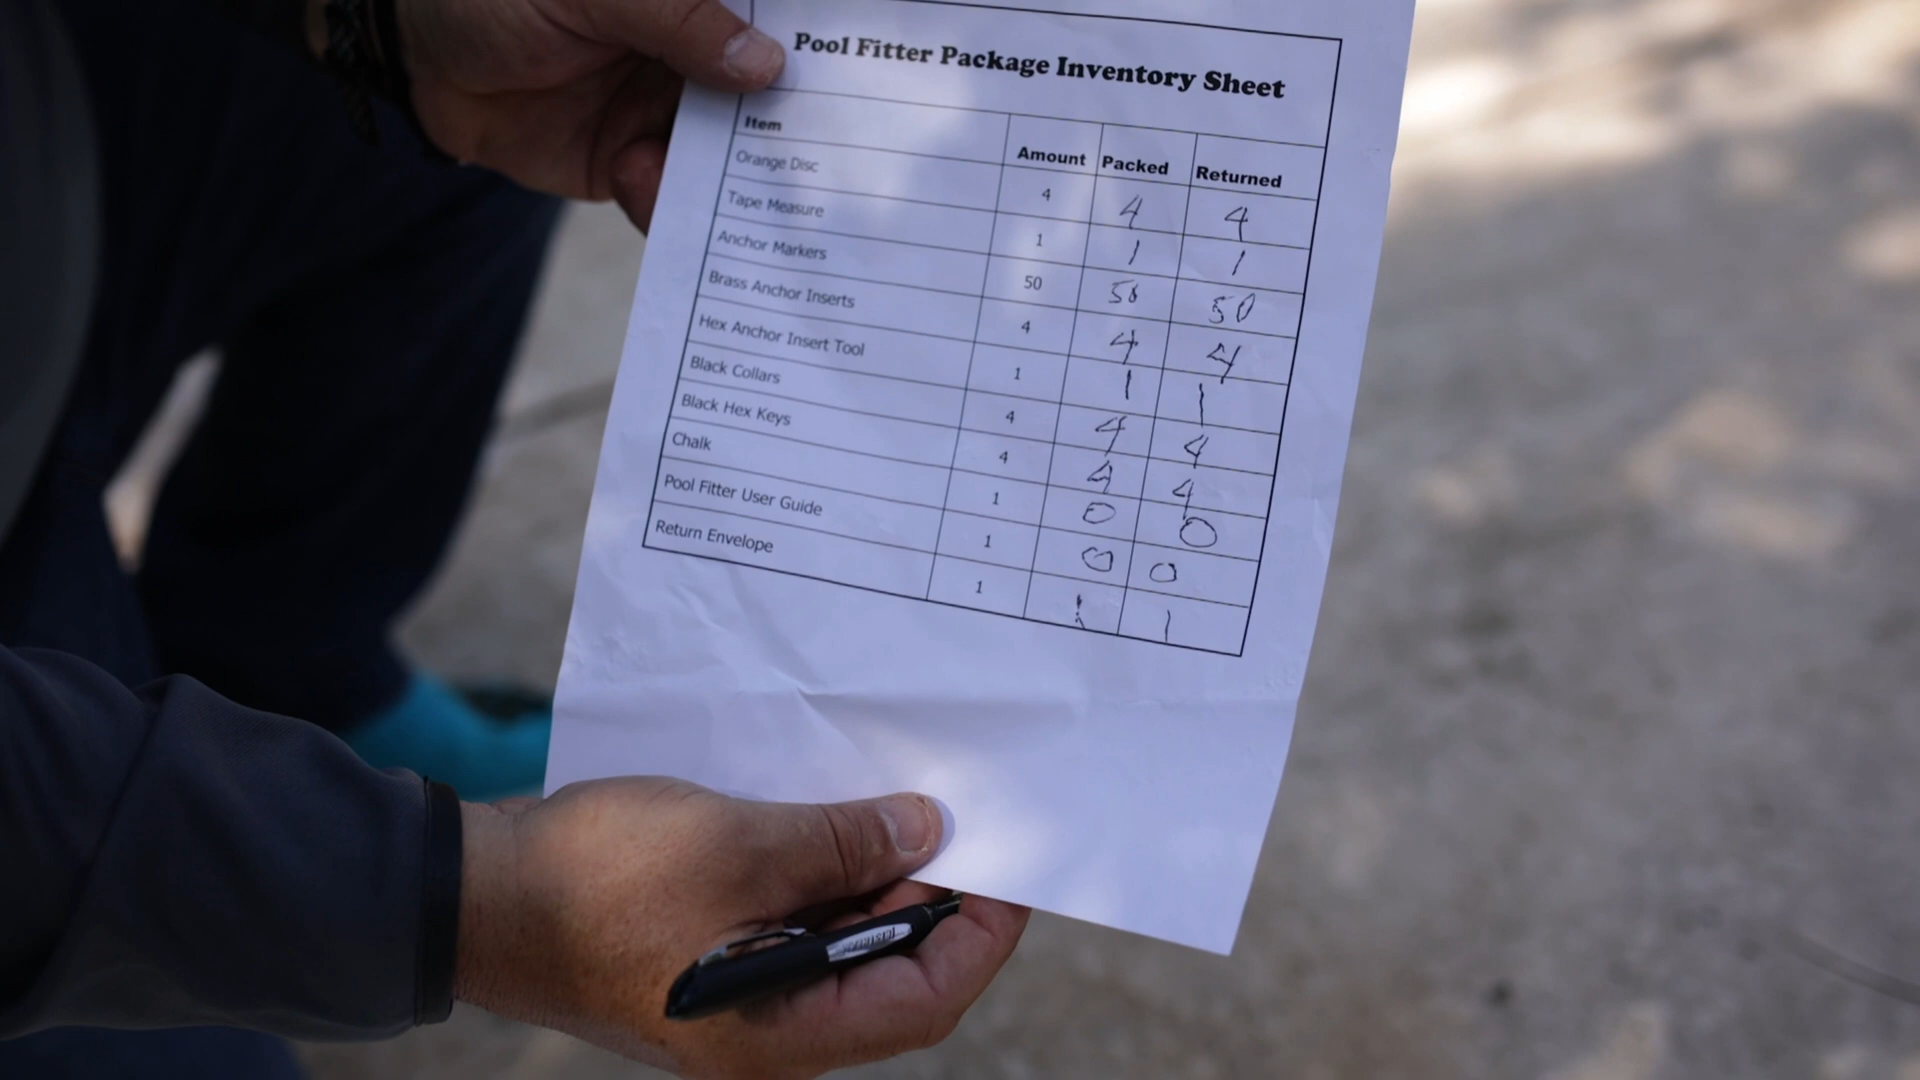 Pool Fitter Package Inventory Sheet
Item Amount Packed Returned
Orange Disc 4 4 4
Tape Measure 1 1 1
Anchor Markers 50 50 50
Brass Anchor Inserts 4 4 4
Hex Anchor Insert Tool 1 1 1
Black Collars 4 4 4
Black Hex Keys 4 4 4
Chalk 1 0 0
Pool Fitter User Guide 1 0 0
Return Envelope 1 1 1